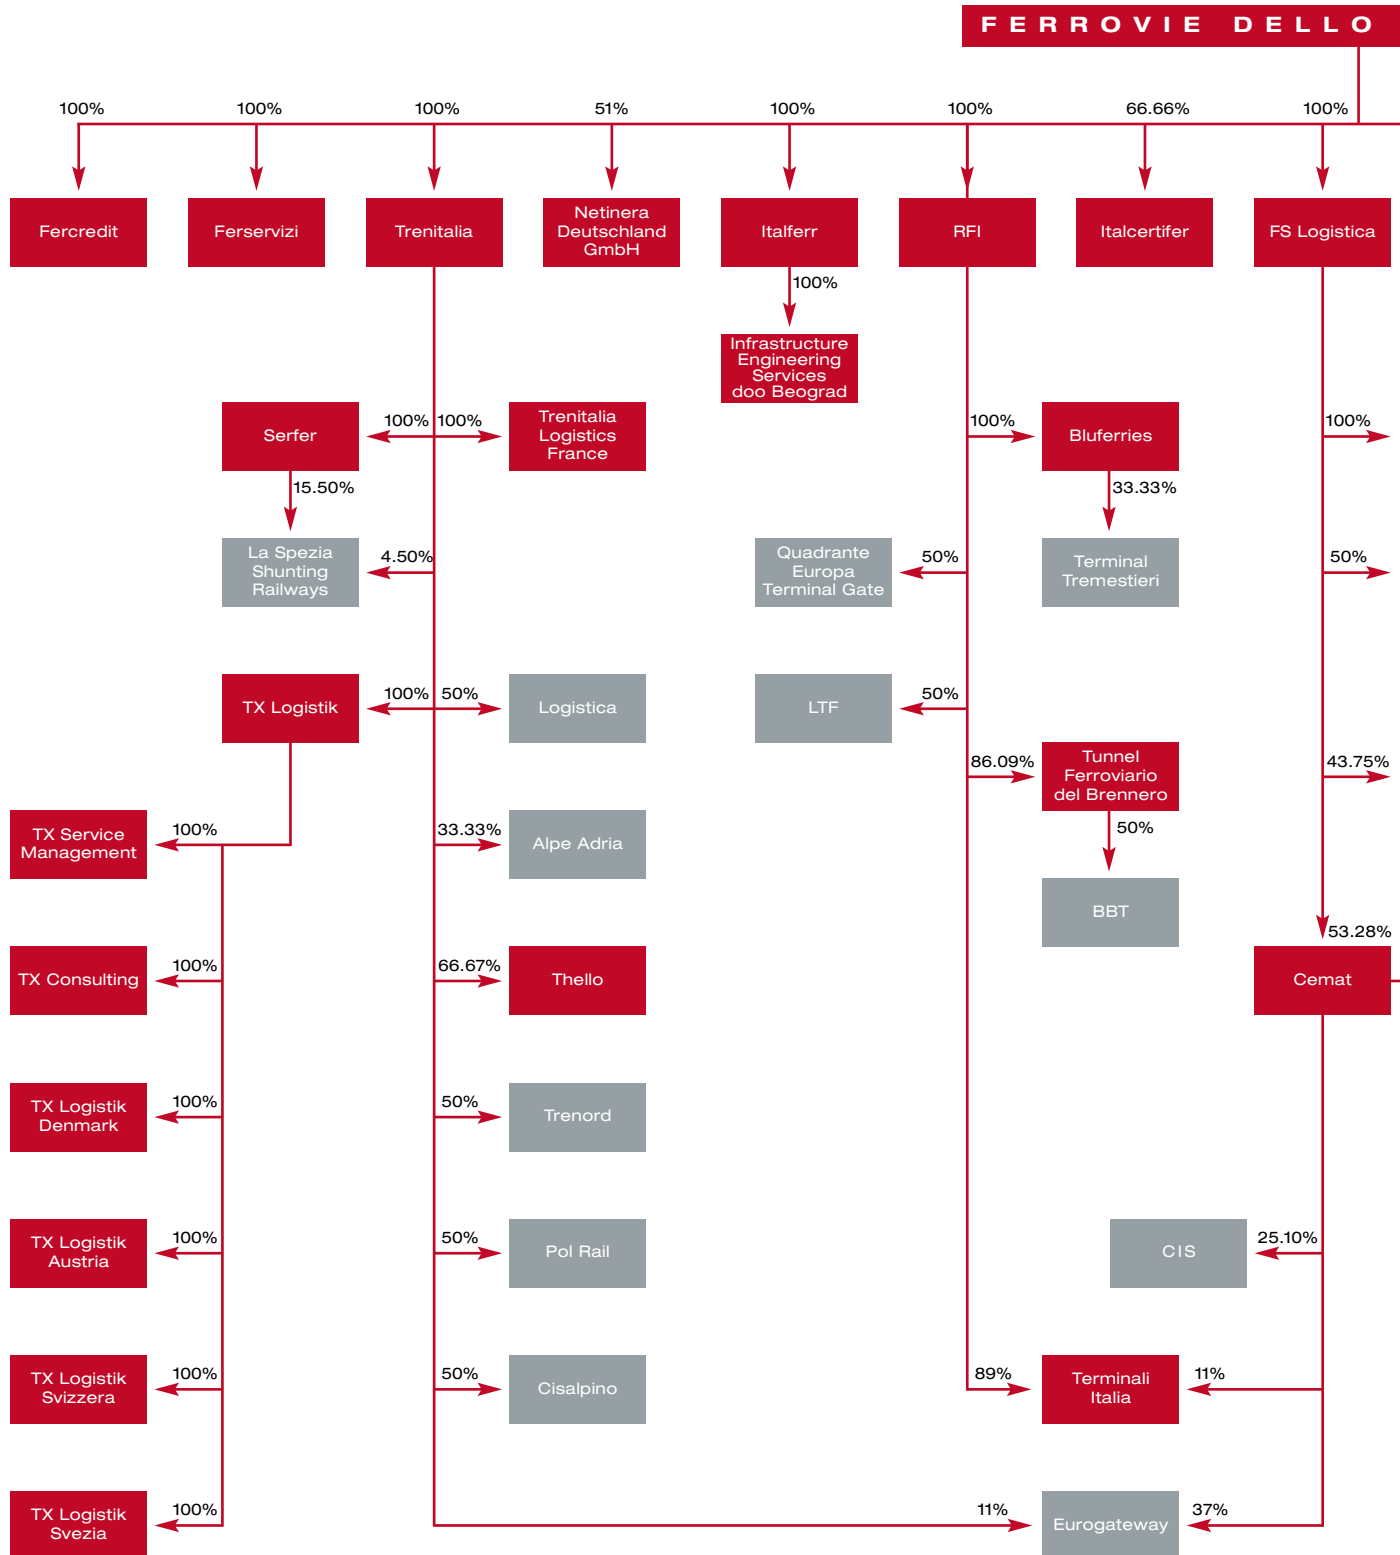 FERROVIE DELLO
100%
100%
100%
51%
100%
100%
66.66%
100%
Fercredit
Ferservizi
Trenitalia
Netinera
Deutschland
GmbH
Italferr
RFI
Italcertifer
FS Logistica
100%
Infrastructure
Engineering
Services
doo Beograd
Serfer
100%
100%
Trenitalia
Logistics
France
100%
Bluferries
100%
15.50%
33.33%
La Spezia
Shunting
Railways
4.50%
Quadrante
Europa
Terminal Gate
50%
Terminal
Tremestieri
50%
TX Logistik
100%
50%
Logistica
LTF
50%
86.09%
Tunnel
Ferroviario
del Brennero
43.75%
TX Service
Management
100%
33.33%
Alpe Adria
50%
BBT
53.28%
TX Consulting
100%
66.67%
Thello
Cemat
TX Logistik
Denmark
100%
50%
Trenord
TX Logistik
Austria
100%
50%
Pol Rail
CIS
25.10%
TX Logistik
Svizzera
100%
50%
Cisalpino
89%
Terminali
Italia
11%
TX Logistik
Svezia
100%
11%
Eurogateway
37%